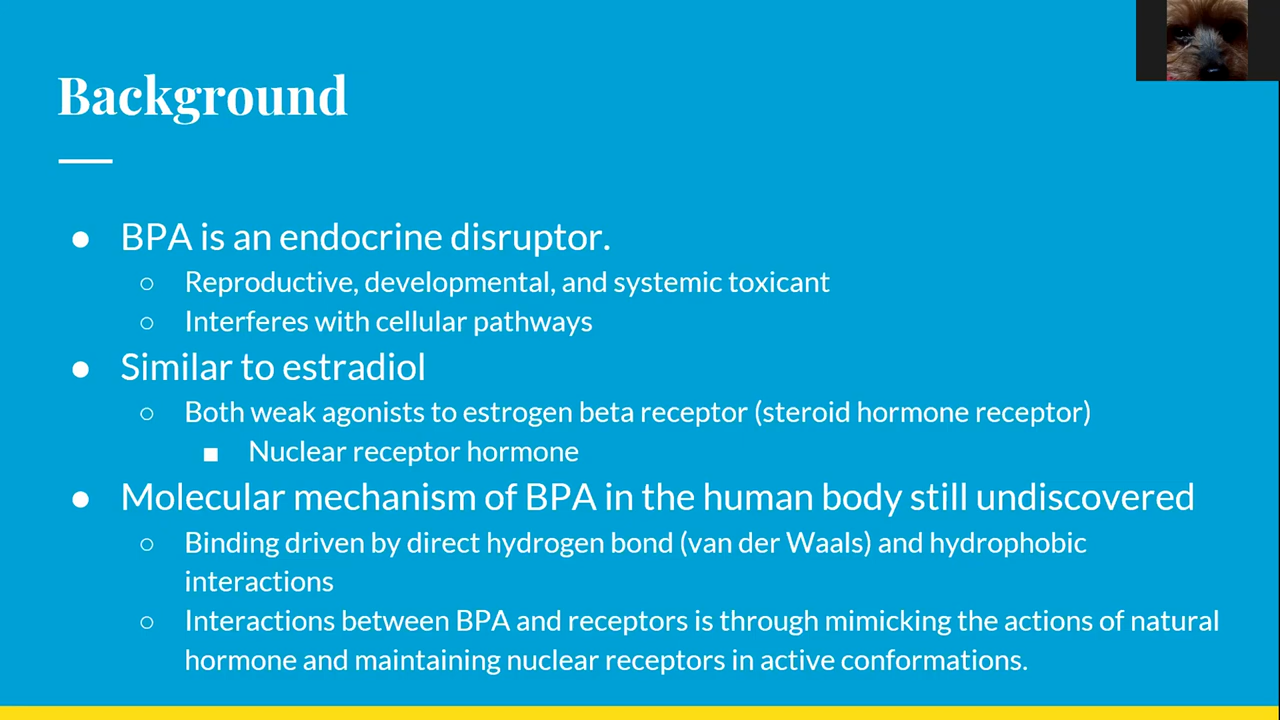 Background
● BPA is an endocrine disruptor.
○ Reproductive, developmental, and systemic toxicant
○ Interferes with cellular pathways
● Similar to estradiol
○ Both weak agonists to estrogen beta receptor (steroid hormone receptor)
■ Nuclear receptor hormone
● Molecular mechanism of BPA in the human body still undiscovered
○ Binding driven by direct hydrogen bond (van der Waals) and hydrophobic
interactions
○ Interactions between BPA and receptors is through mimicking the actions of natural
hormone and maintaining nuclear receptors in active conformations.